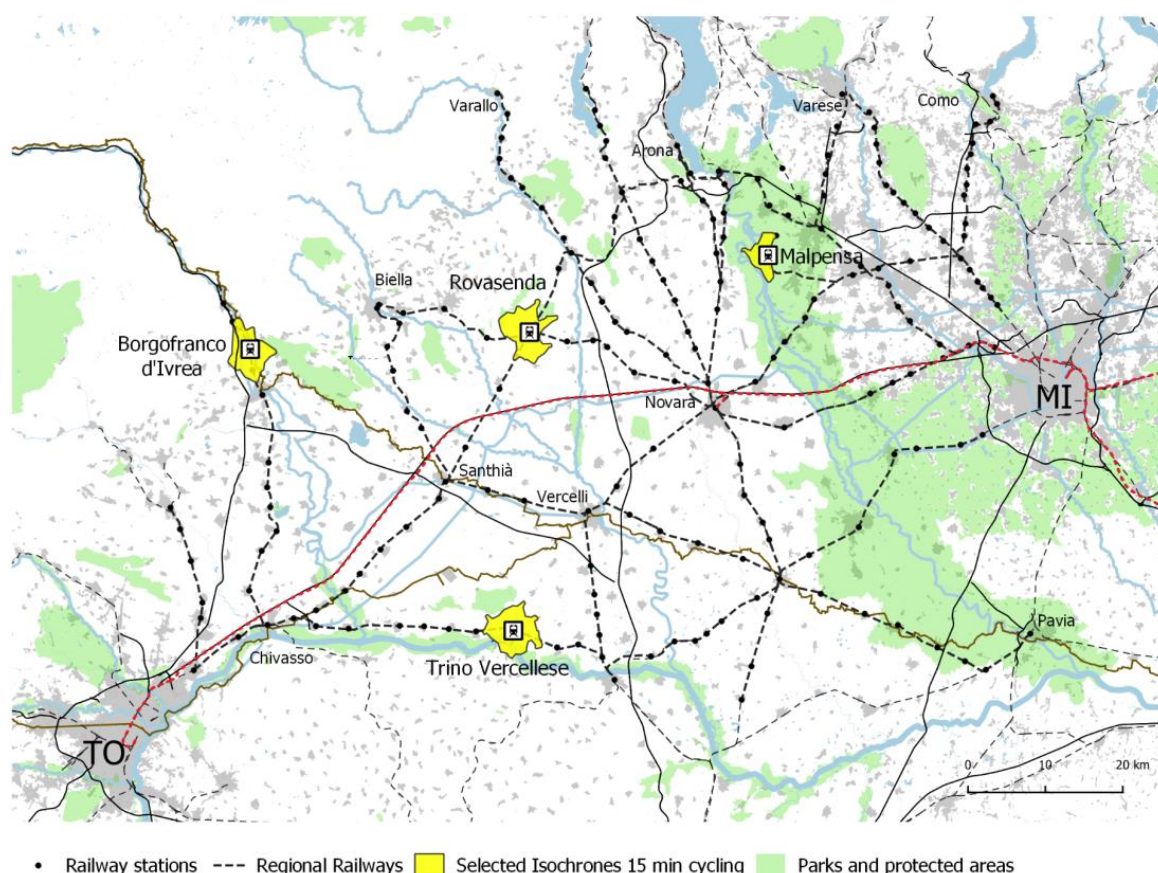 Varallo
Varese
Como
Arona
Malpensa
Biella
Rovasenda
Borgofranco
d'Ivrea
Novara
MI
Santhià
Vercelli
Pavia
Chivasso
Trino Vercellese
TO
0 10 20 km
Railway stations Regional Railways Selected Isochrones 15 min cycling Parks and protected areas